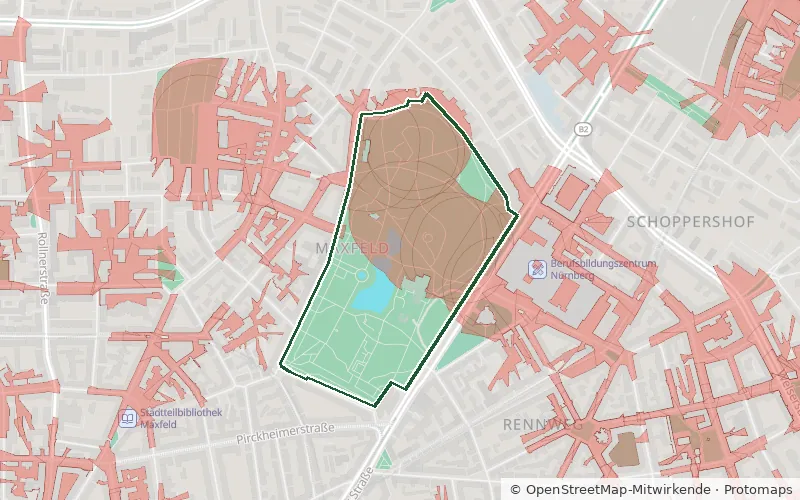 B2
SCHOPPERSHOF
MAXFELD
Berufsbildungszentrum
Nürnberg
Rollnerstraße
Stadtteilbibliothek
Maxfeld
Pirckheimerstraße
RENNWEG
Straße
© OpenStreetMap-Mitwirkende, Protomaps